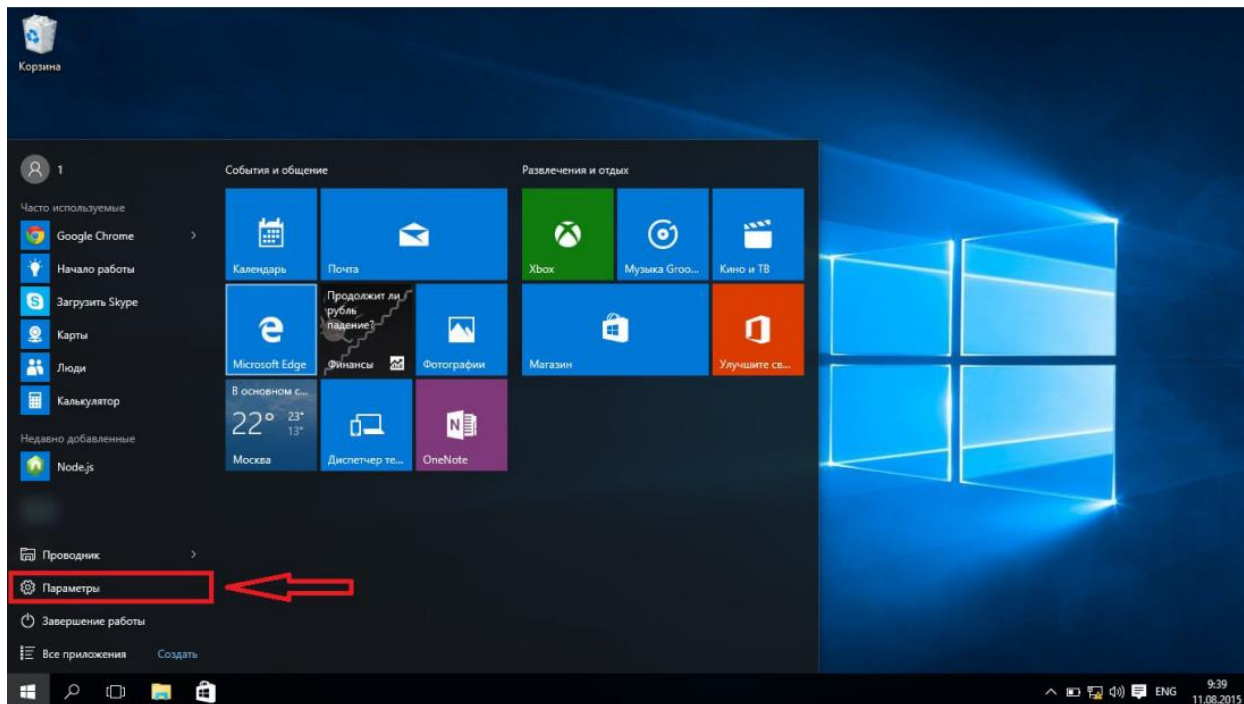 Корзина
1
Часто используемые
Google Chrome
Начало работы
Загрузить Skype
Карты
Люди
Калькулятор
Недавно добавленные
Node.js
Проводник
Параметры
Завершение работы
Все приложения Создать
События и общение
Календарь
Почта
Microsoft Edge
Продолжит ли
рубль
падение?
Финансы
Фотографии
В основном с...
22° 23°
13°
Москва
Диспетчер те...
OneNote
Развлечения и отдых
Xbox
Музыка Groo...
Кино и ТВ
Магазин
Улучшите св...
ENG
9:39
11.08.2015